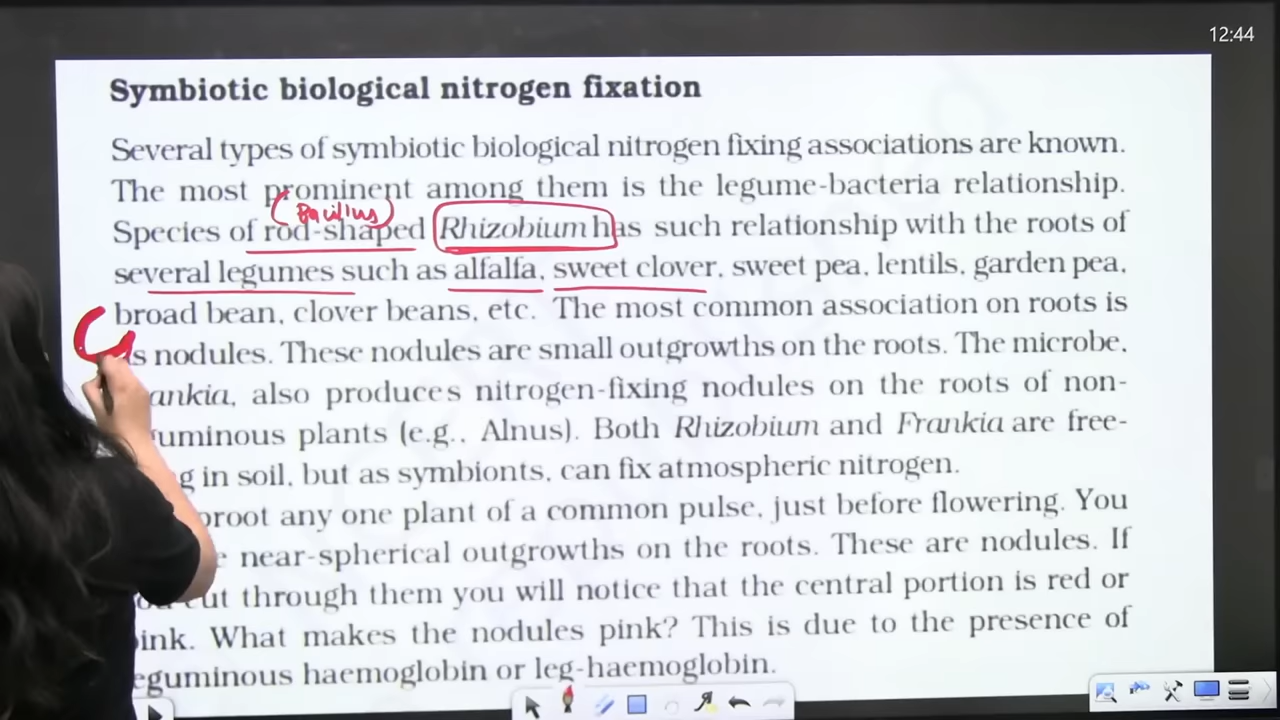 12:44
Symbiotic biological nitrogen fixation
Several types of symbiotic biological nitrogen fixing associations are known.
The most prominent among them is the legume-bacteria relationship.
(Bacillus)
Species of rod-shaped Rhizobium has such relationship with the roots of
several legumes such as alfalfa, sweet clover, sweet pea, lentils, garden pea,
broad bean, clover beans, etc. The most common association on roots is
as nodules. These nodules are small outgrowths on the roots. The microbe,
ankia, also produces nitrogen-fixing nodules on the roots of non-
uminous plants (e.g., Alnus). Both Rhizobium and Frankia are free-
g in soil, but as symbionts, can fix atmospheric nitrogen.
proot any one plant of a common pulse, just before flowering. You
e near-spherical outgrowths on the roots. These are nodules. If
cut through them you will notice that the central portion is red or
pink. What makes the nodules pink? This is due to the presence of
eguminous haemoglobin or leg-haemoglobin.